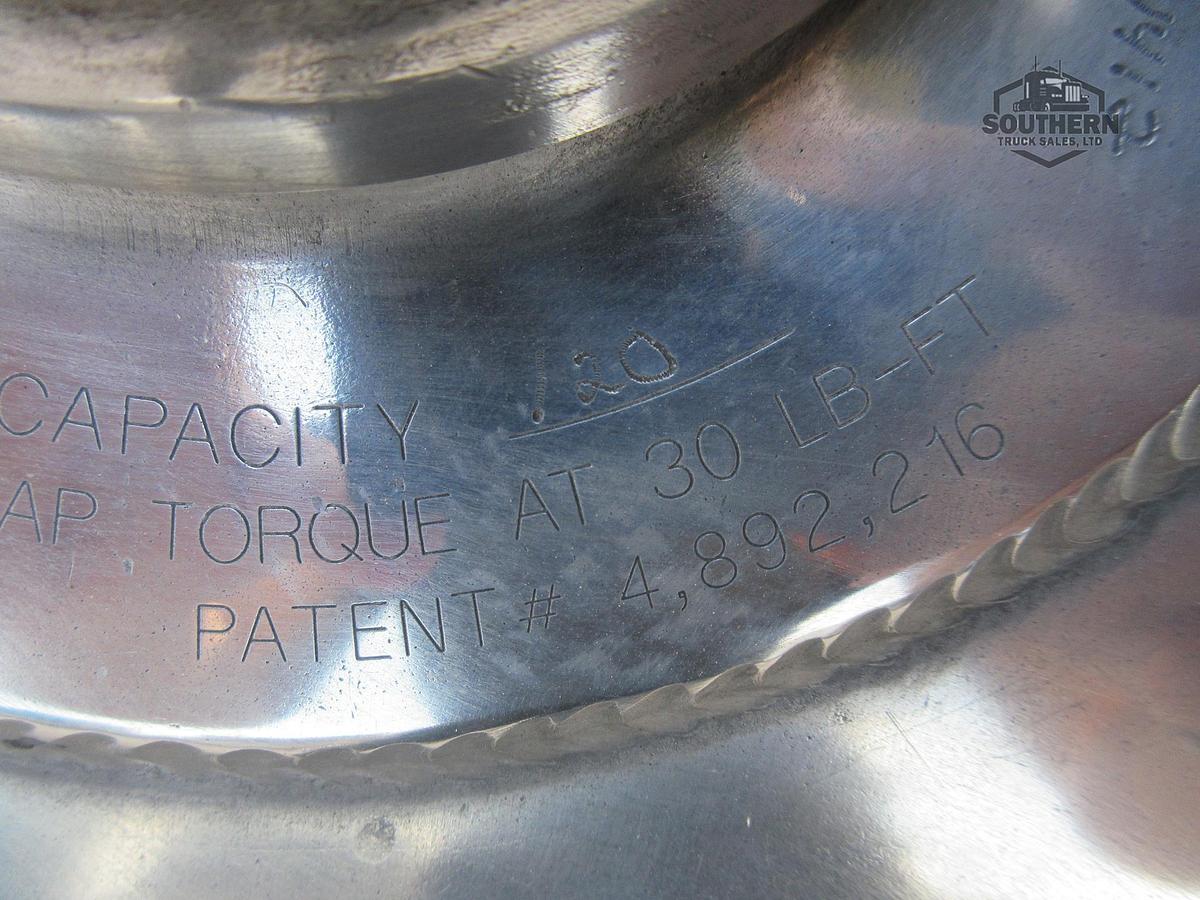 SOUTHERN
TRUCK SALES, LTD
CAPACITY 120
AP TORQUE AT 30 LB-FT
PATENT # 4,892,216